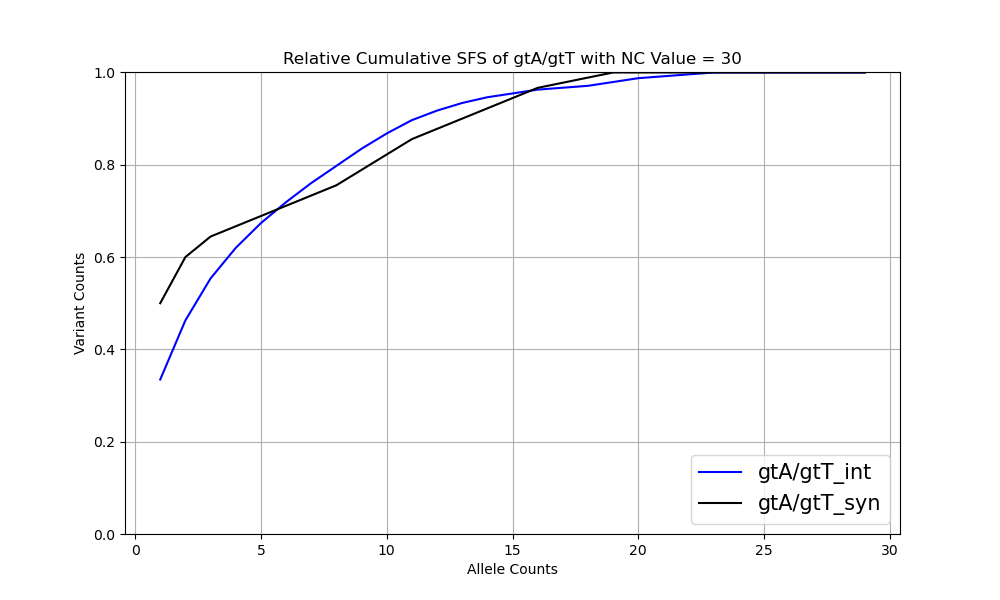 Relative Cumulative SFS of gtA/gtT with NC Value = 30
1.0
0.8
0.6
0.4
0.2
0.0
Variant Counts
0 5 10 15 20 25 30
Allele Counts
gtA/gtT_int
gtA/gtT_syn